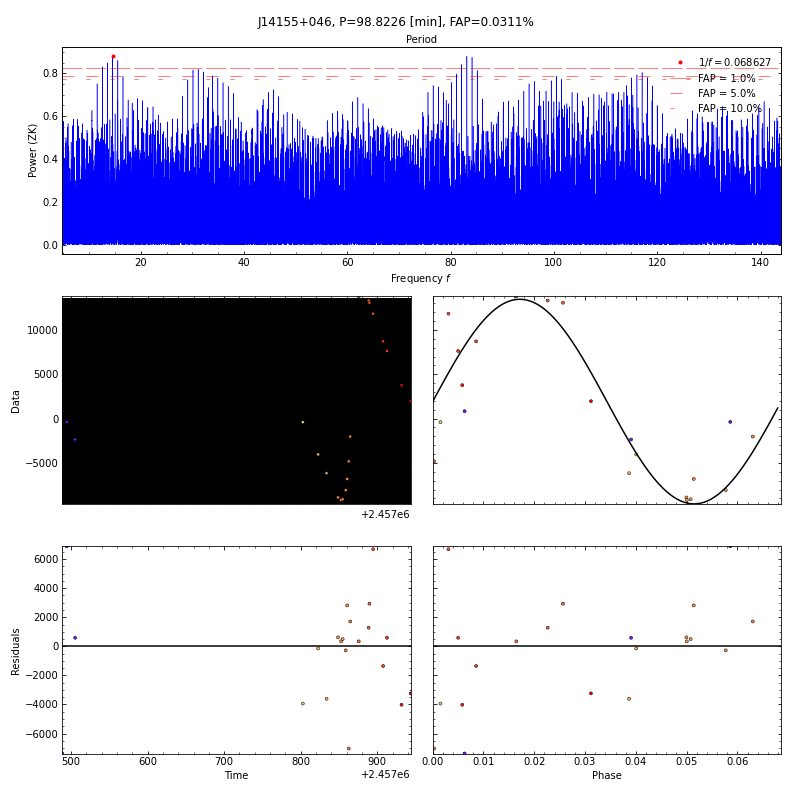 J14155+046, P=98.8226 [min], FAP=0.0311%
Period
Power (ZK)
0.8
0.6
0.4
0.2
0.0
1/f = 0.068627
FAP = 1.0%
FAP = 5.0%
FAP = 10.0%
20 40 60 80 100 120 140
Frequency f
Data
10000
5000
0
−5000
+2.457e6
Residuals
6000
4000
2000
0
−2000
−4000
−6000
500 600 700 800 900
Time
+2.457e6
0.00 0.01 0.02 0.03 0.04 0.05 0.06
Phase